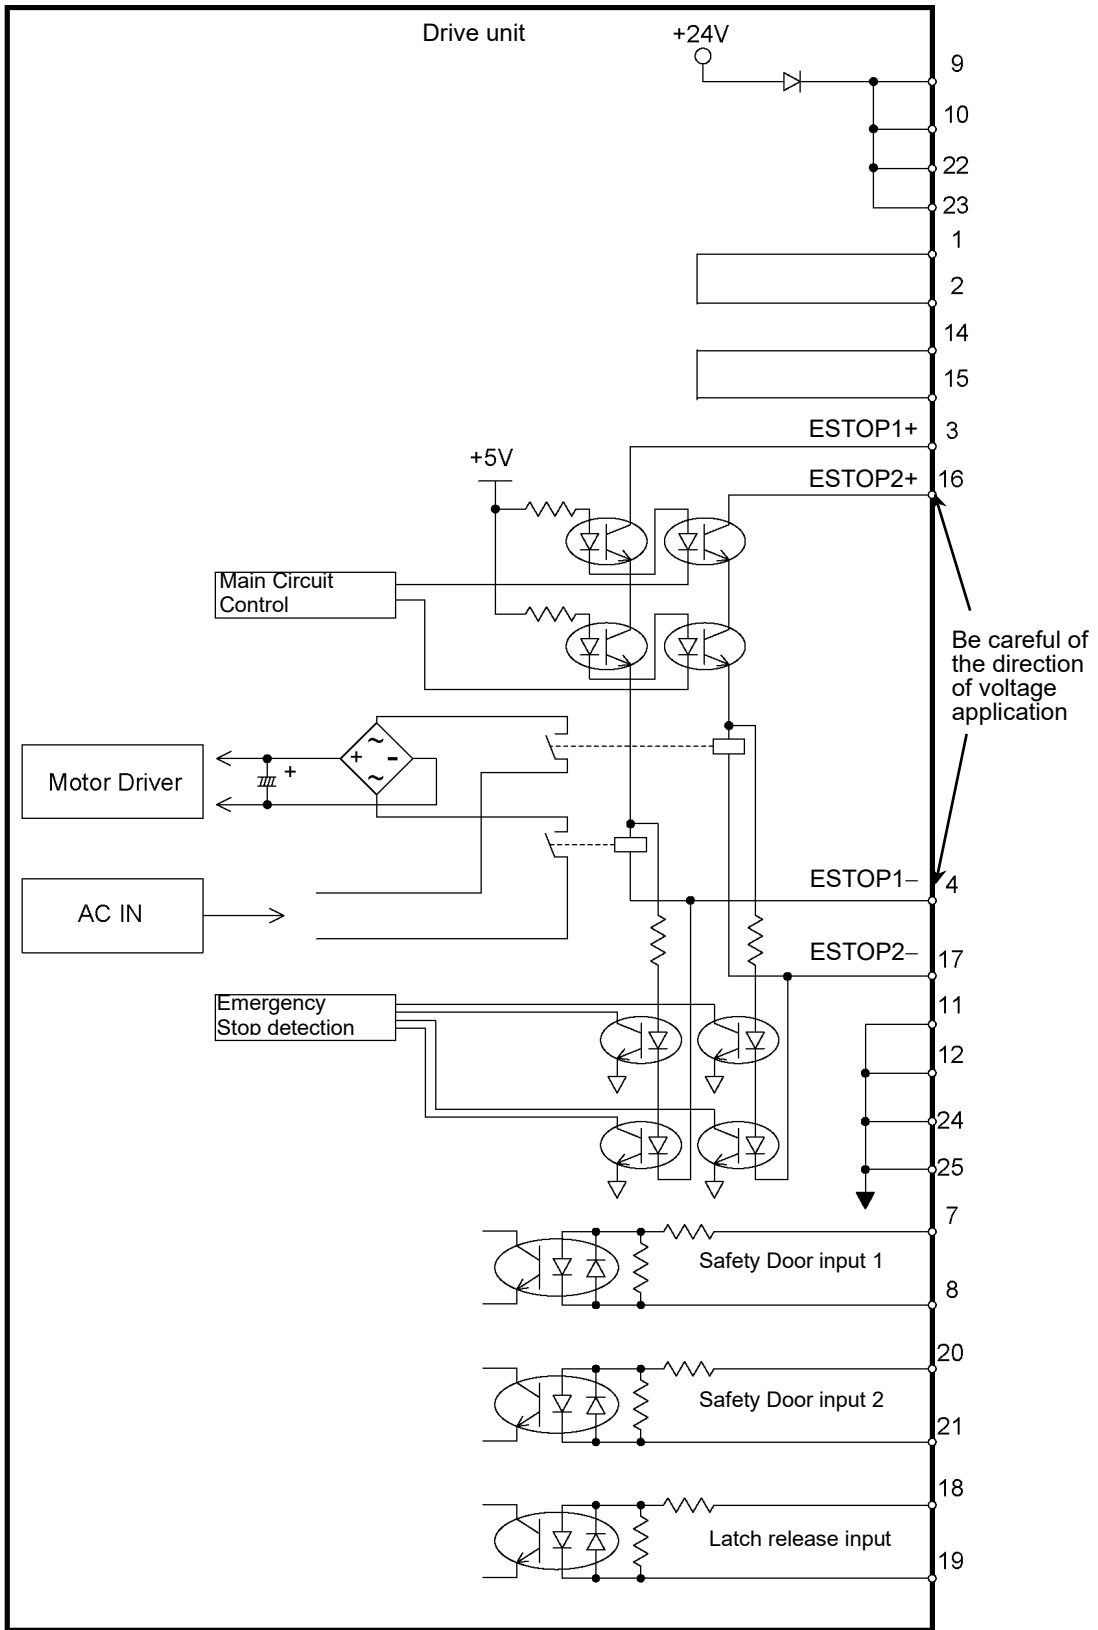 Drive unit
+24V
9
10
22
23
1
2
14
15
ESTOP1+
3
+5V
ESTOP2+
16
Main Circuit
Control
Be careful of
the direction
of voltage
application
~
+
-
~
+
Motor Driver
ESTOP1–
4
AC IN
ESTOP2–
17
Emergency
Stop detection
11
12
24
25
7
Safety Door input 1
8
20
Safety Door input 2
21
18
Latch release input
19